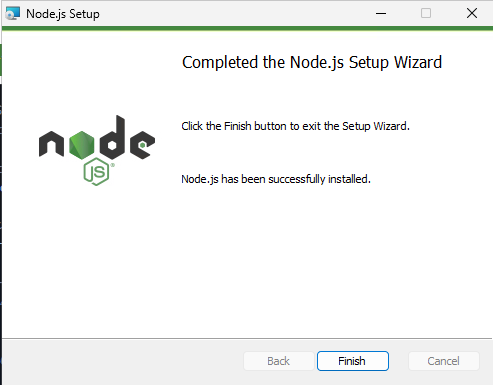 Node.js Setup
Completed the Node.js Setup Wizard
Click the Finish button to exit the Setup Wizard.
node
JS
Node.js has been successfully installed.
Back
Finish
Cancel